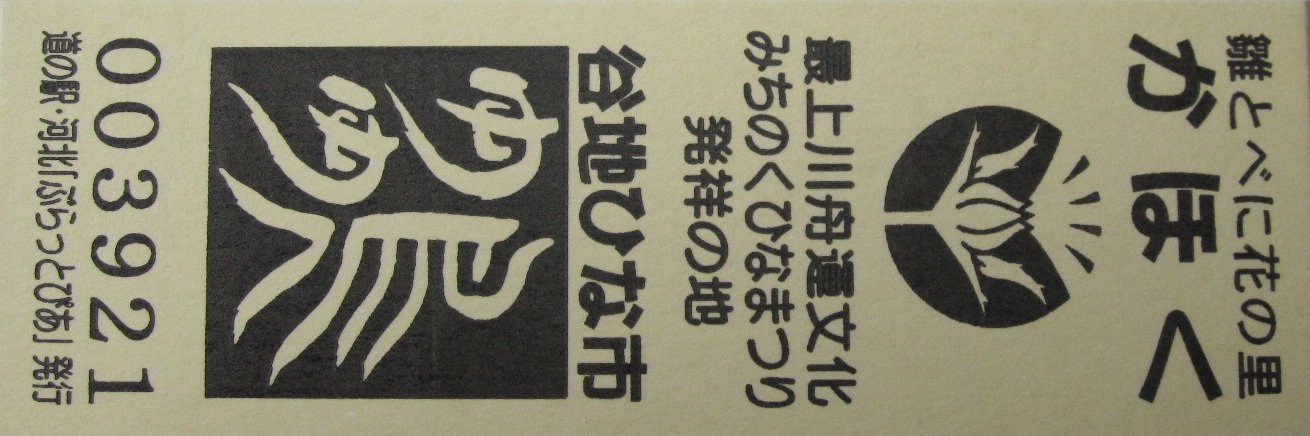 雛とべに花の里
かほく
最上川舟運文化
みちのくひなまつり
発祥の地
谷地ひな市
003921
道の駅・河北「ぶらっとぴあ」発行